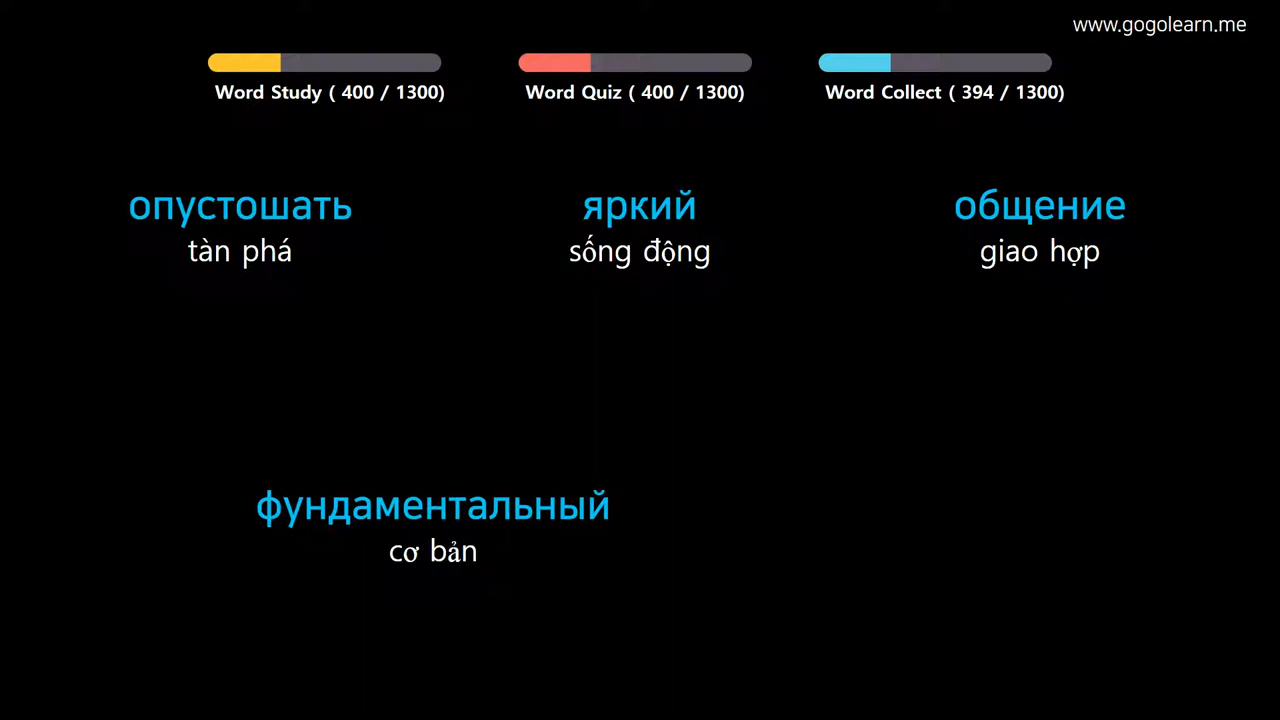 www.gogolearn.me
Word Study ( 400 / 1300)
Word Quiz ( 400 / 1300)
Word Collect ( 394 / 1300)
опустошать
tàn phá
яркий
sống động
общение
giao hợp
фундаментальный
cơ bản